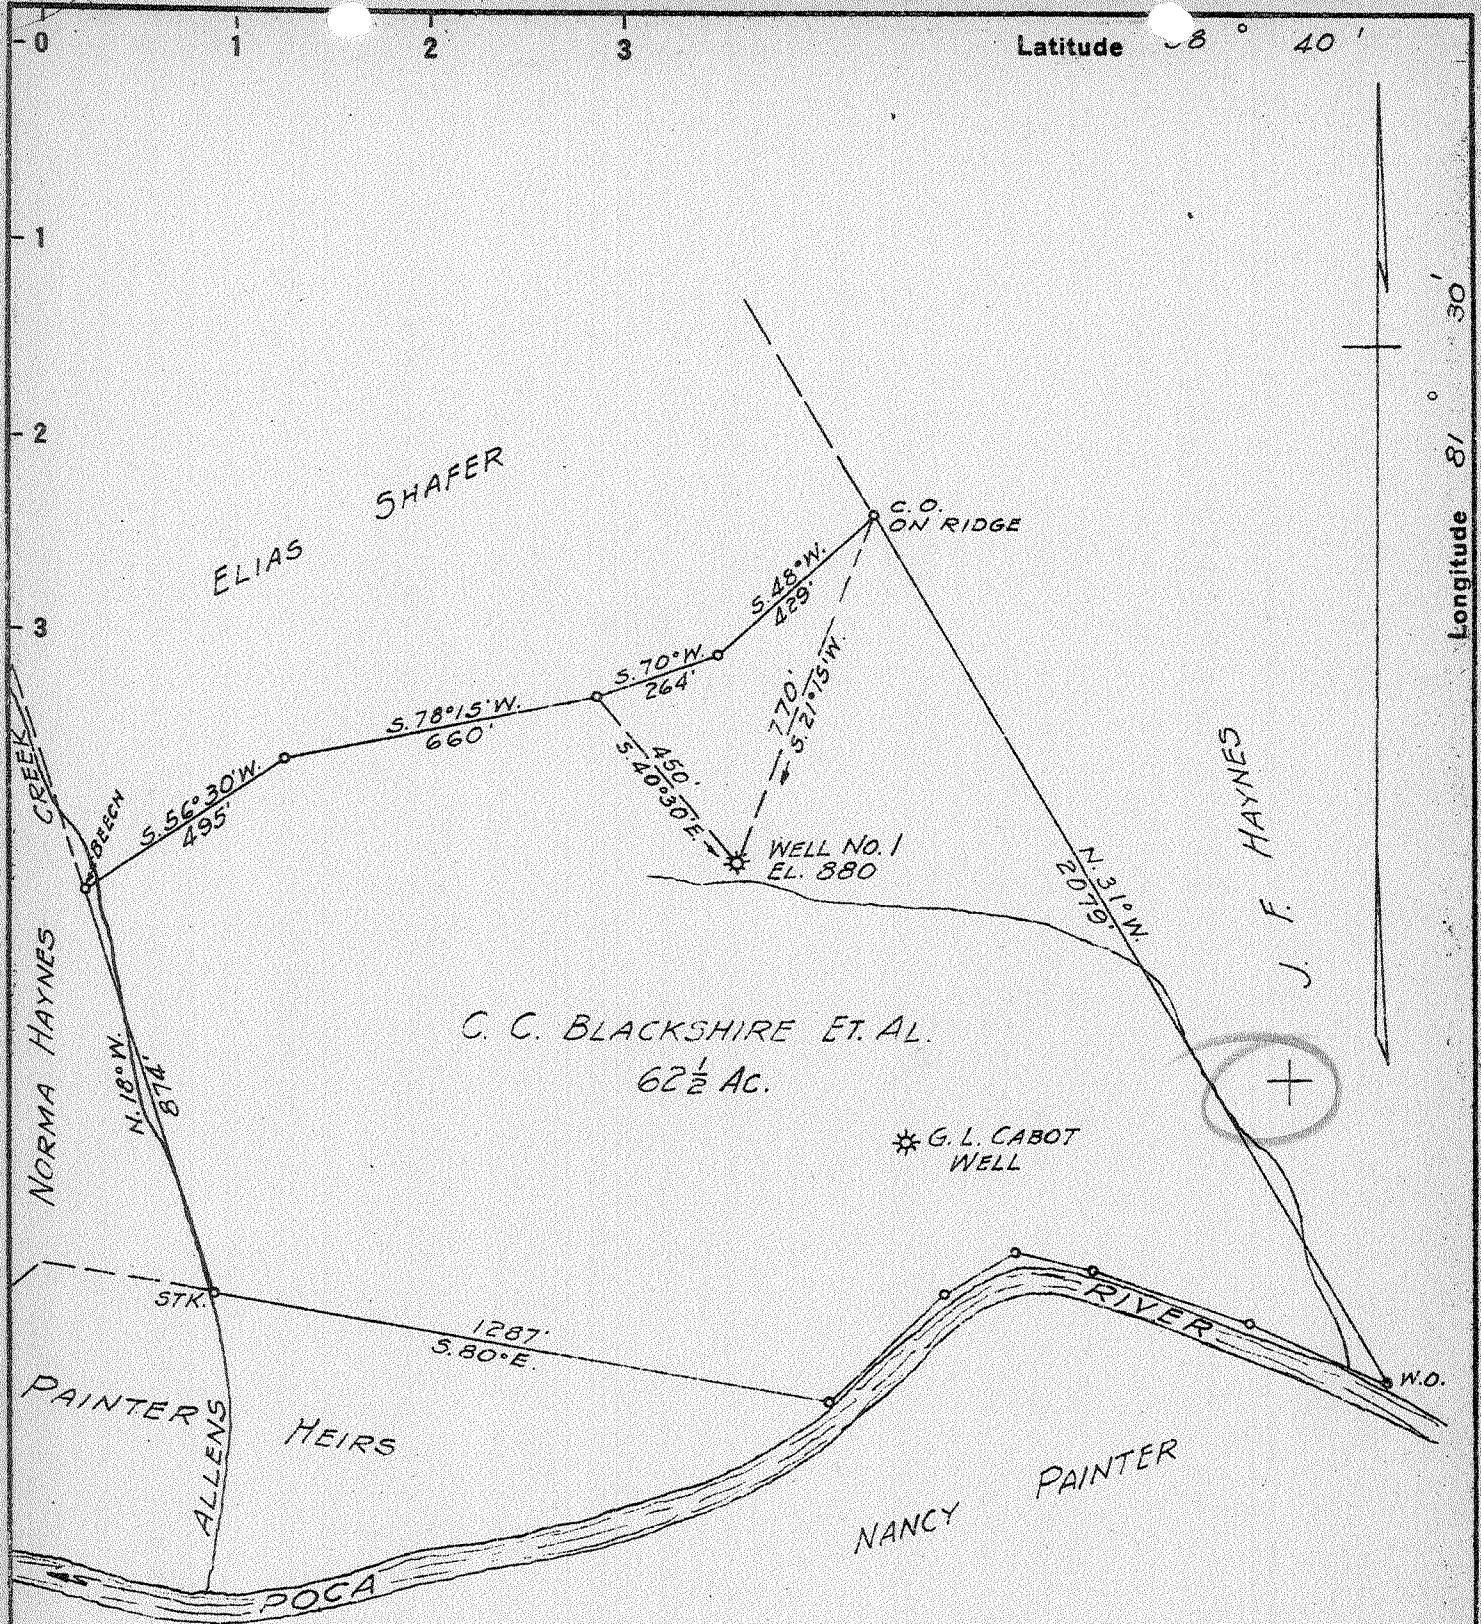 0
1
2
3
Latitude 38 ° 40 '
1
2
3
Longitude 81 ° 30 '
ELIAS SHAFER
C. O.
ON RIDGE
S. 48° W.
429'
S. 70° W.
264'
S. 78° 15' W.
660'
S. 56° 30' W.
495'
BEECH
CREEK
450'
S. 40° 30' E.
770'
S. 21° 15' W.
WELL NO. 1
EL. 880
N. 31° W.
2079'
J. F. HAYNES
NORMA HAYNES
N. 18° W.
874'
C. C. BLACKSHIRE ET. AL.
62 1/2 AC.
G. L. CABOT
WELL
STK.
1287'
S. 80° E.
RIVER
W.O.
PAINTER HEIRS
ALLENS
NANCY PAINTER
POCA